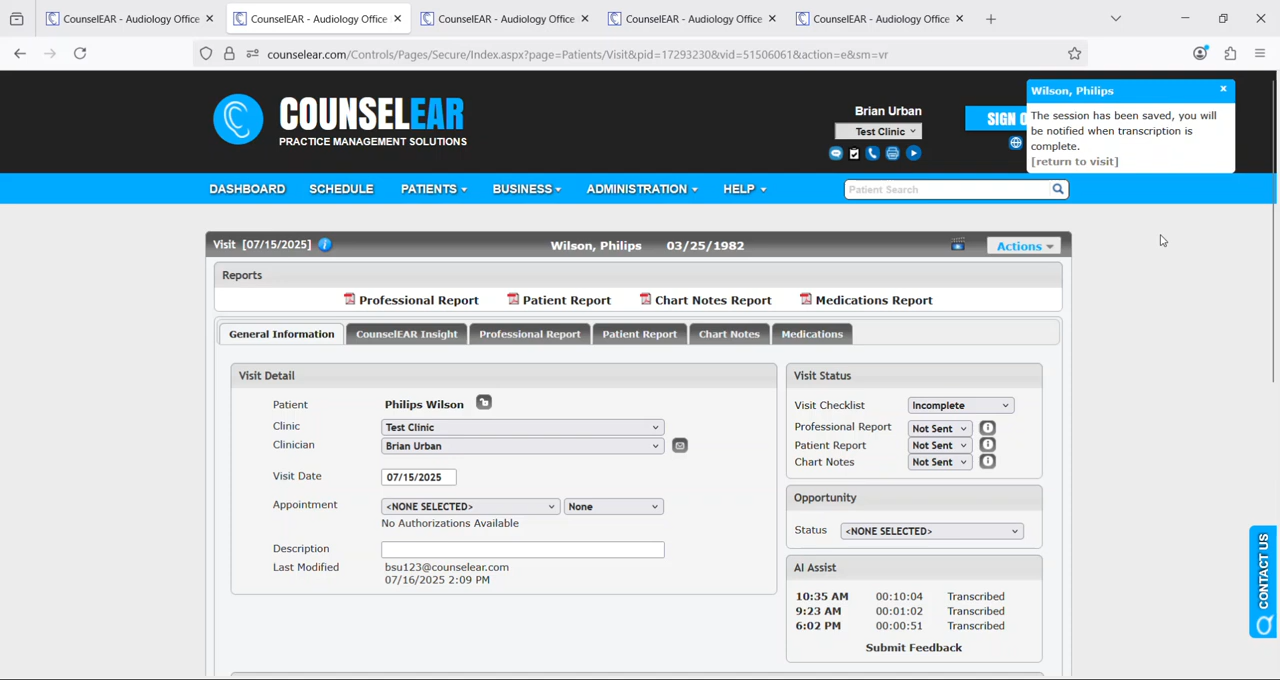 CounselEAR - Audiology Office
CounselEAR - Audiology Office
CounselEAR - Audiology Office
CounselEAR - Audiology Office
CounselEAR - Audiology Office
counselear.com/Controls/Pages/Secure/Index.aspx?page=Patients/Visit&pid=17293230&vid=51506061&action=e&sm=vr
COUNSELEAR
PRACTICE MANAGEMENT SOLUTIONS
Brian Urban
Test Clinic
SIGN O
Wilson, Philips
The session has been saved, you will
be notified when transcription is
complete.
[return to visit]
DASHBOARD SCHEDULE PATIENTS BUSINESS ADMINISTRATION HELP
Patient Search
Visit [07/15/2025] Wilson, Philips 03/25/1982 Actions
Reports
Professional Report Patient Report Chart Notes Report Medications Report
General Information CounselEAR Insight Professional Report Patient Report Chart Notes Medications
Visit Detail
Patient Philips Wilson
Clinic Test Clinic
Clinician Brian Urban
Visit Date 07/15/2025
Appointment <NONE SELECTED> None
No Authorizations Available
Description
Last Modified bsu123@counselear.com
07/16/2025 2:09 PM
Visit Status
Visit Checklist Incomplete
Professional Report Not Sent
Patient Report Not Sent
Chart Notes Not Sent
Opportunity
Status <NONE SELECTED>
AI Assist
10:35 AM 00:10:04 Transcribed
9:23 AM 00:01:02 Transcribed
6:02 PM 00:00:51 Transcribed
Submit Feedback
CONTACT US